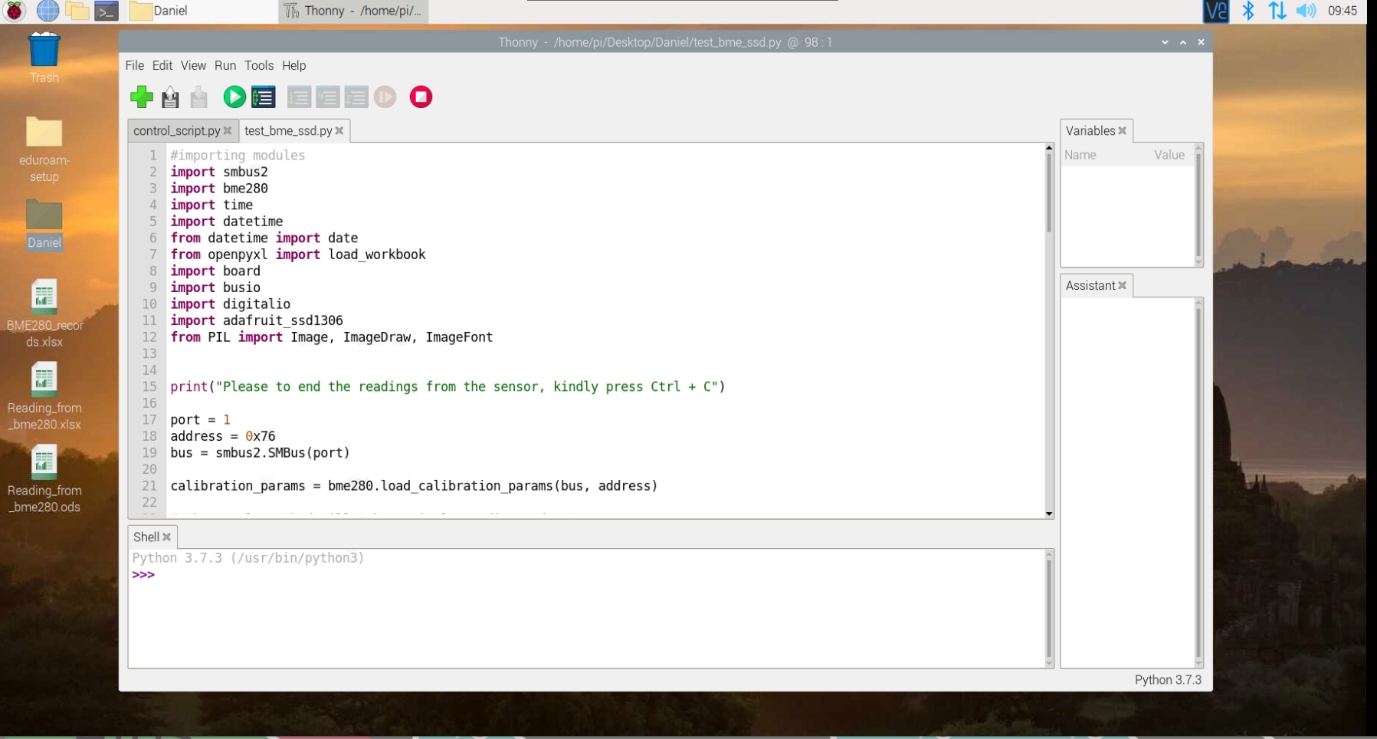 Daniel
Thonny - /home/pi/...
09:45
Thonny - /home/pi/Desktop/Daniel/test_bme_ssd.py @ 98 : 1
File Edit View Run Tools Help
Trash
eduroam-
setup
Daniel
BME280_recor
ds.xlsx
Reading_from
_bme280.xlsx
Reading_from
_bme280.ods
control_script.py
test_bme_ssd.py
1 #importing modules
2 import smbus2
3 import bme280
4 import time
5 import datetime
6 from datetime import date
7 from openpyxl import load_workbook
8 import board
9 import busio
10 import digitalio
11 import adafruit_ssd1306
12 from PIL import Image, ImageDraw, ImageFont
13
14
15 print("Please to end the readings from the sensor, kindly press Ctrl + C")
16
17 port = 1
18 address = 0x76
19 bus = smbus2.SMBus(port)
20
21 calibration_params = bme280.load_calibration_params(bus, address)
22
Shell
Python 3.7.3 (/usr/bin/python3)
>>>
Variables
Name Value
Assistant
Python 3.7.3